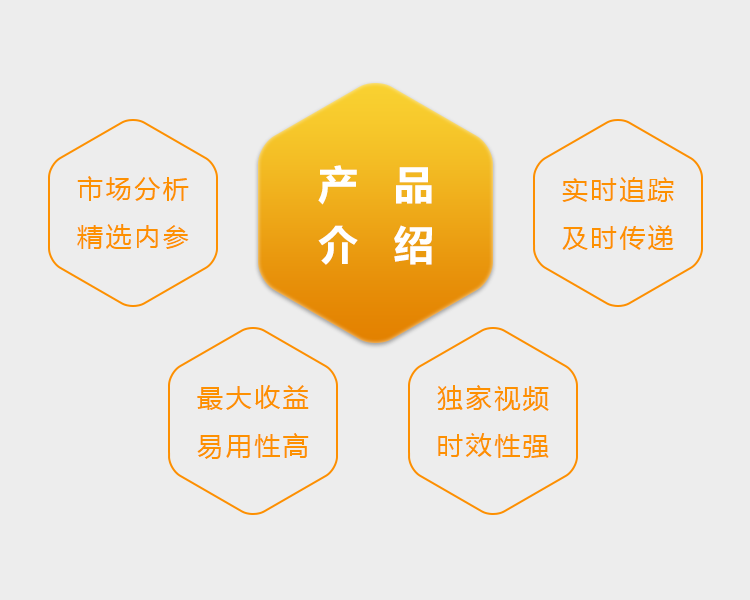 产 品
介 绍
市场分析
精选内参
实时追踪
及时传递
最大收益
易用性高
独家视频
时效性强